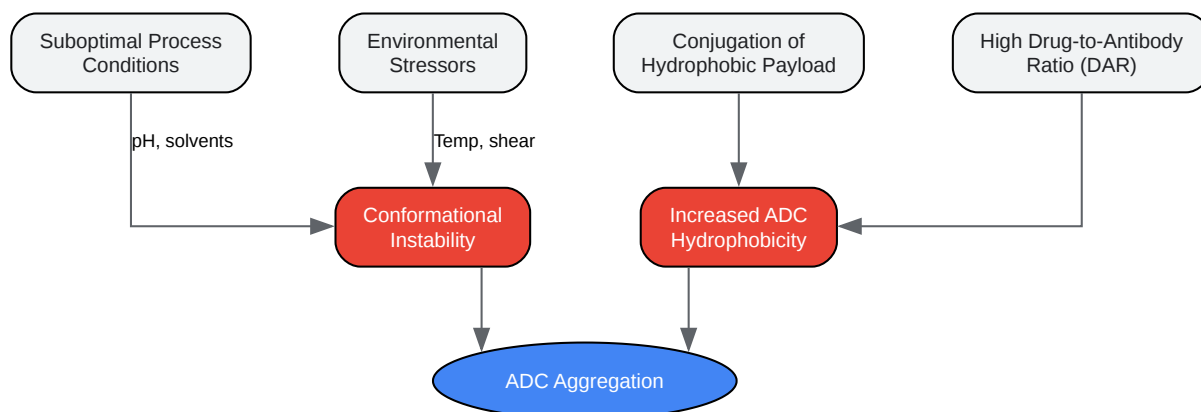 Suboptimal Process
Conditions
Environmental
Stressors
Conjugation of
Hydrophobic Payload
High Drug-to-Antibody
Ratio (DAR)
pH, solvents
Temp, shear
Conformational
Instability
Increased ADC
Hydrophobicity
ADC Aggregation